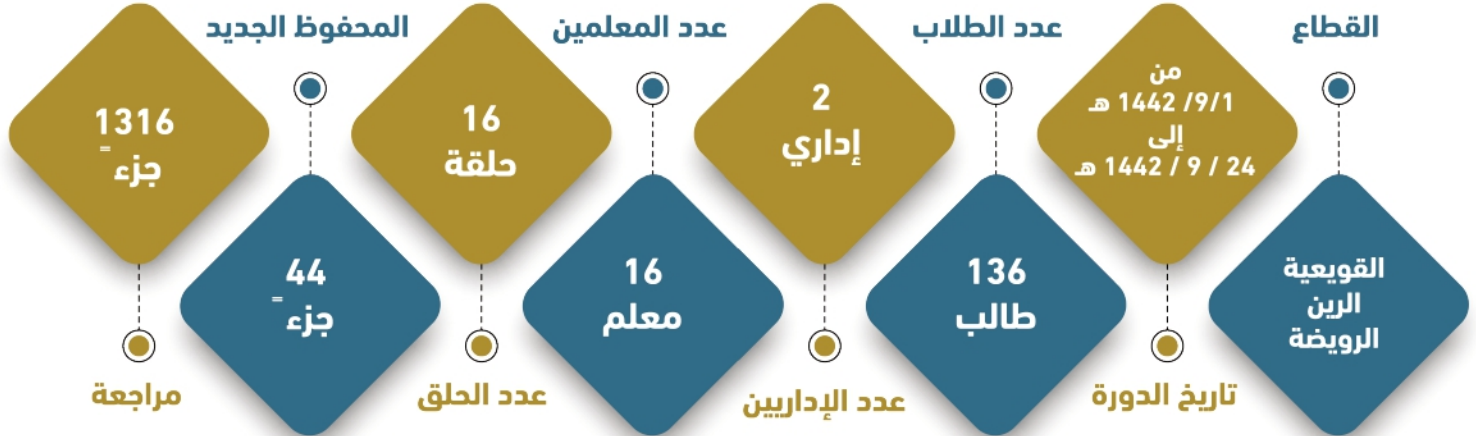 القطاع
القويعية
الرين
الرويضة
من
1442 /9/1 هـ
إلى
24 / 9 / 1442 هـ
تاريخ الدورة
عدد الطلاب
136
طالب
2
إداري
عدد الإداريين
عدد المعلمين
16
معلم
16
حلقة
عدد الحلق
المحفوظ الجديد
44
جزءً
1316
جزءً
مراجعة